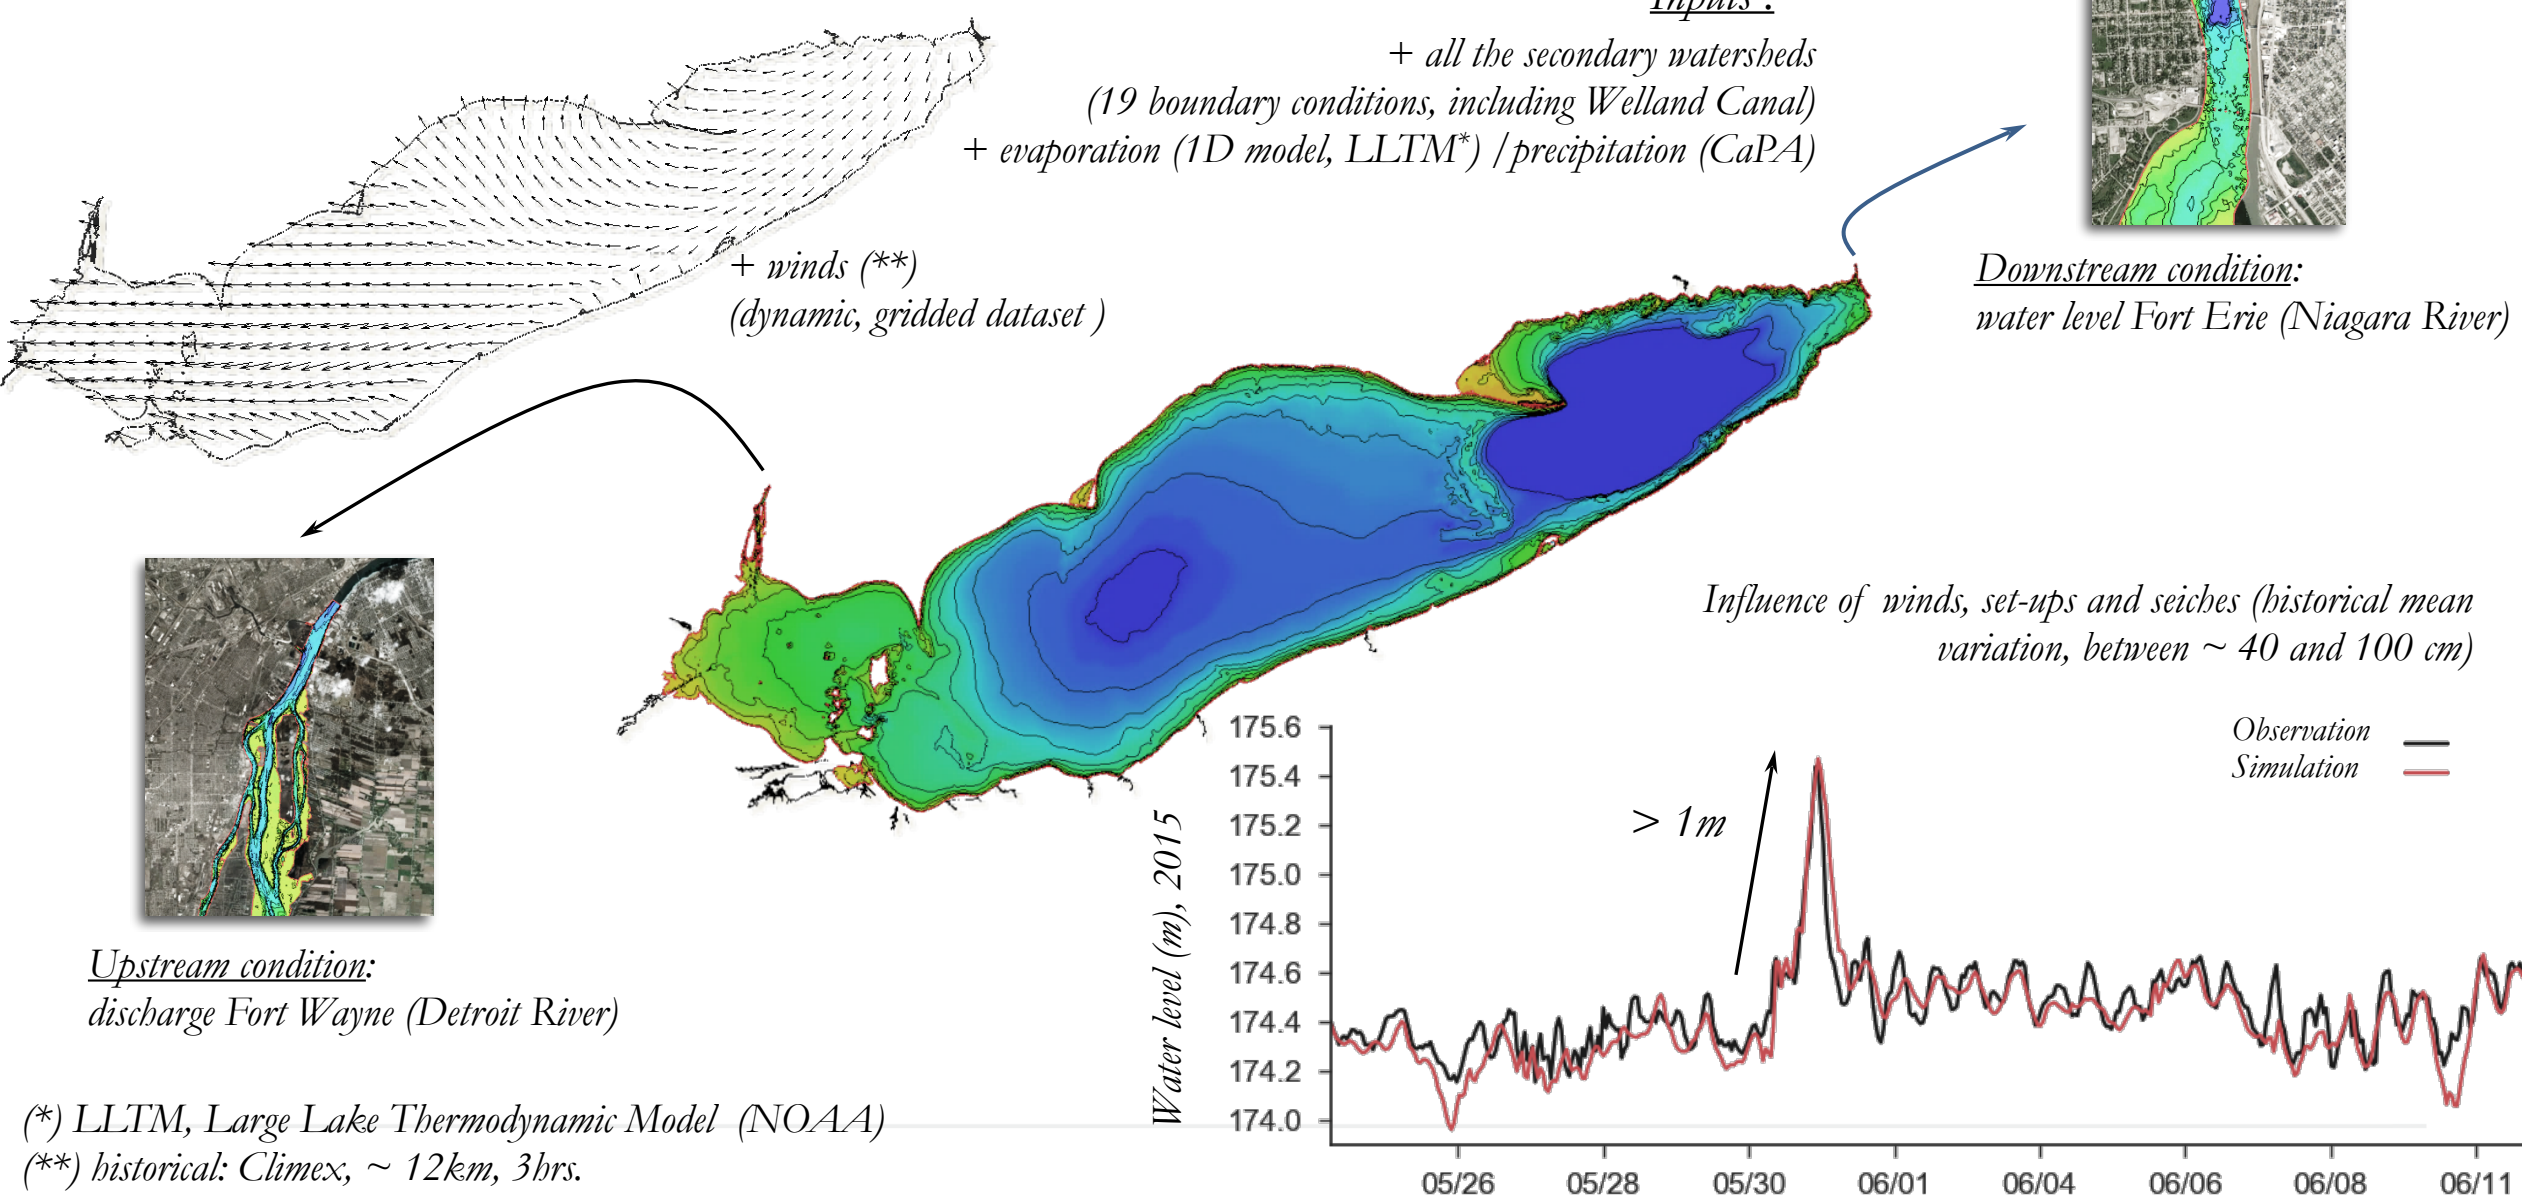 Inputs :
+ all the secondary watersheds
(19 boundary conditions, including Welland Canal)
+ evaporation (1D model, LLTM*) / precipitation (CaPA)
+ winds (**)
(dynamic, gridded dataset )
Downstream condition:
water level Fort Erie (Niagara River)
Influence of winds, set-ups and seiches (historical mean
variation, between ~ 40 and 100 cm)
Observation
Simulation
> 1m
Water level (m), 2015
175.6
175.4
175.2
175.0
174.8
174.6
174.4
174.2
174.0
05/26
05/28
05/30
06/01
06/04
06/06
06/08
06/11
Upstream condition:
discharge Fort Wayne (Detroit River)
(*) LLTM, Large Lake Thermodynamic Model (NOAA)
(**) historical: Climex, ~ 12km, 3hrs.